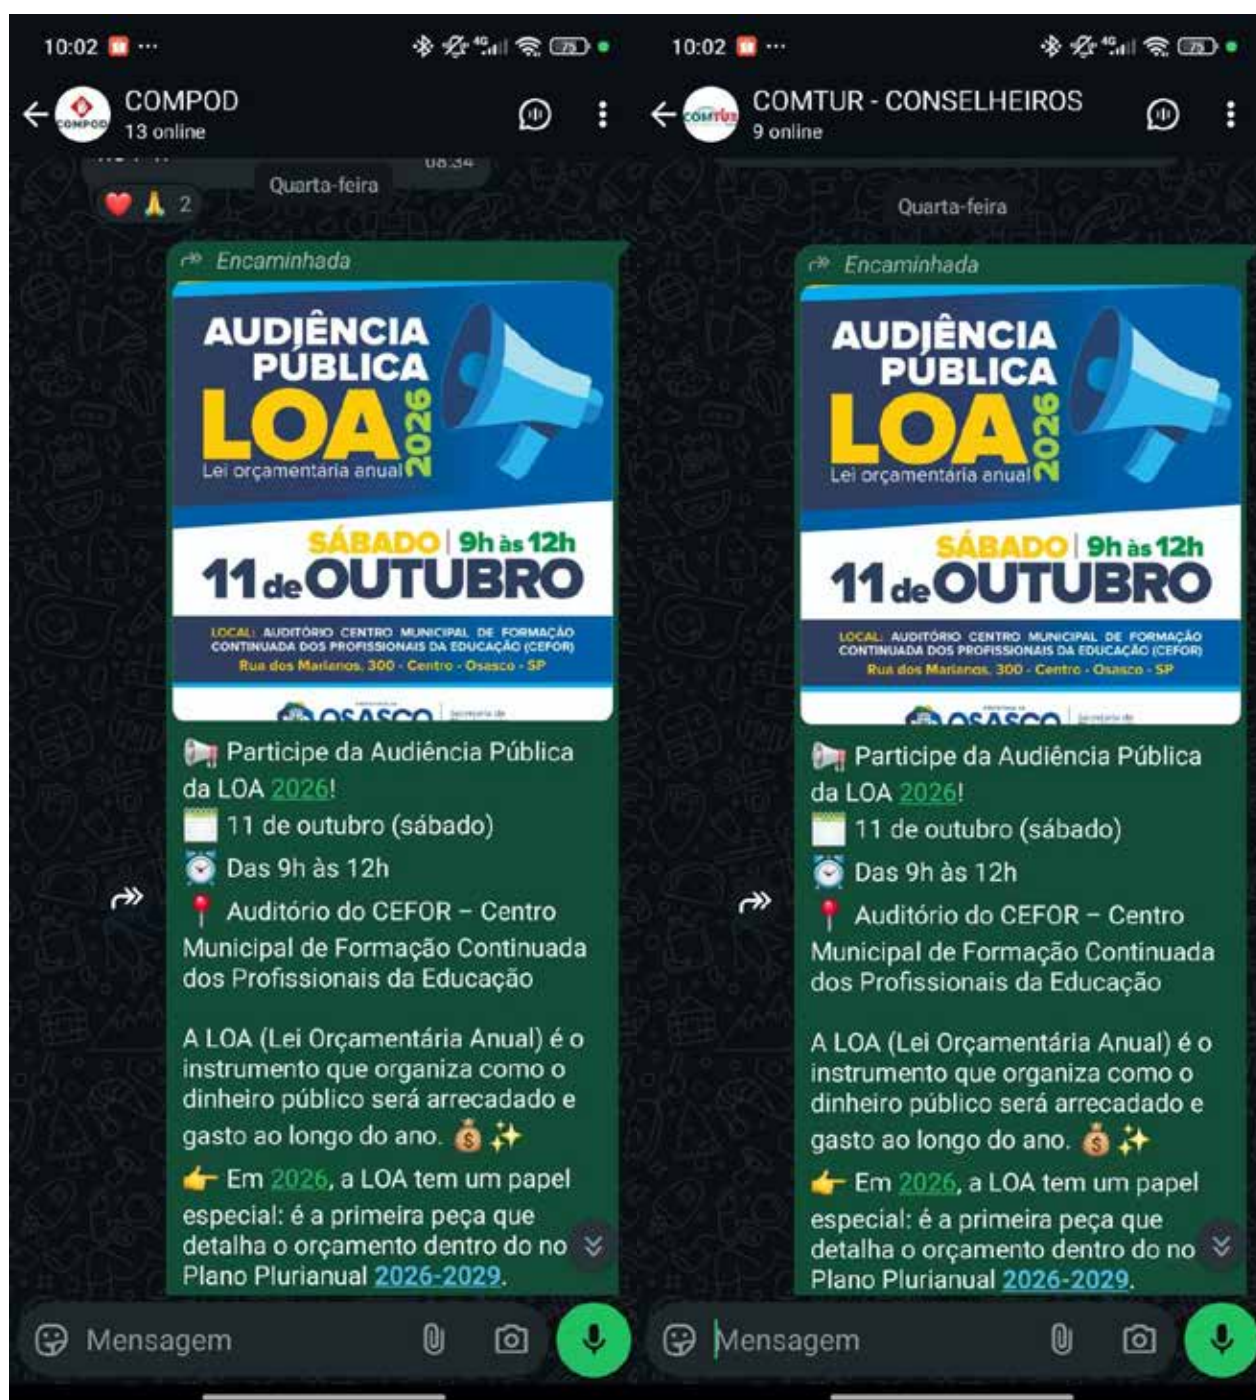 10:02
4G
75
COMPOD
COMPOD
13 online
08:34
2
Quarta-feira
Encaminhada
AUDIÊNCIA
PÚBLICA
LOA
2026
Lei orçamentária anual
SÁBADO | 9h às 12h
11 de OUTUBRO
LOCAL: AUDITÓRIO CENTRO MUNICIPAL DE FORMAÇÃO
CONTINUADA DOS PROFISSIONAIS DA EDUCAÇÃO (CEFOR)
Rua dos Marianos, 300 - Centro - Osasco - SP
OSASCO
Participe da Audiência Pública
da LOA 2026!
11 de outubro (sábado)
Das 9h às 12h
Auditório do CEFOR – Centro
Municipal de Formação Continuada
dos Profissionais da Educação
A LOA (Lei Orçamentária Anual) é o
instrumento que organiza como o
dinheiro público será arrecadado e
gasto ao longo do ano.
Em 2026, a LOA tem um papel
especial: é a primeira peça que
detalha o orçamento dentro do no
Plano Plurianual 2026-2029.
Mensagem
10:02
4G
75
COMTUR
COMTUR - CONSELHEIROS
9 online
Quarta-feira
Encaminhada
AUDIÊNCIA
PÚBLICA
LOA
2026
Lei orçamentária anual
SÁBADO | 9h às 12h
11 de OUTUBRO
LOCAL: AUDITÓRIO CENTRO MUNICIPAL DE FORMAÇÃO
CONTINUADA DOS PROFISSIONAIS DA EDUCAÇÃO (CEFOR)
Rua dos Marianos, 300 - Centro - Osasco - SP
OSASCO
Participe da Audiência Pública
da LOA 2026!
11 de outubro (sábado)
Das 9h às 12h
Auditório do CEFOR – Centro
Municipal de Formação Continuada
dos Profissionais da Educação
A LOA (Lei Orçamentária Anual) é o
instrumento que organiza como o
dinheiro público será arrecadado e
gasto ao longo do ano.
Em 2026, a LOA tem um papel
especial: é a primeira peça que
detalha o orçamento dentro do no
Plano Plurianual 2026-2029.
Mensagem